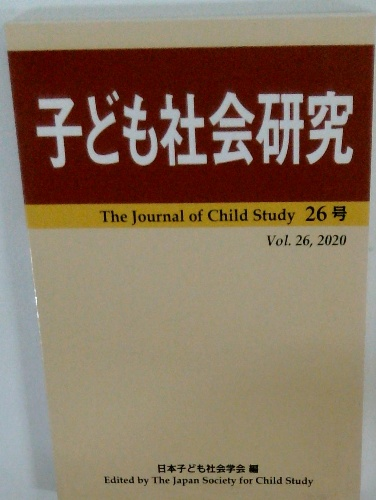 子ども社会研究
The Journal of Child Study 26号
Vol. 26, 2020
日本子ども社会学会 編
Edited by The Japan Society for Child Study